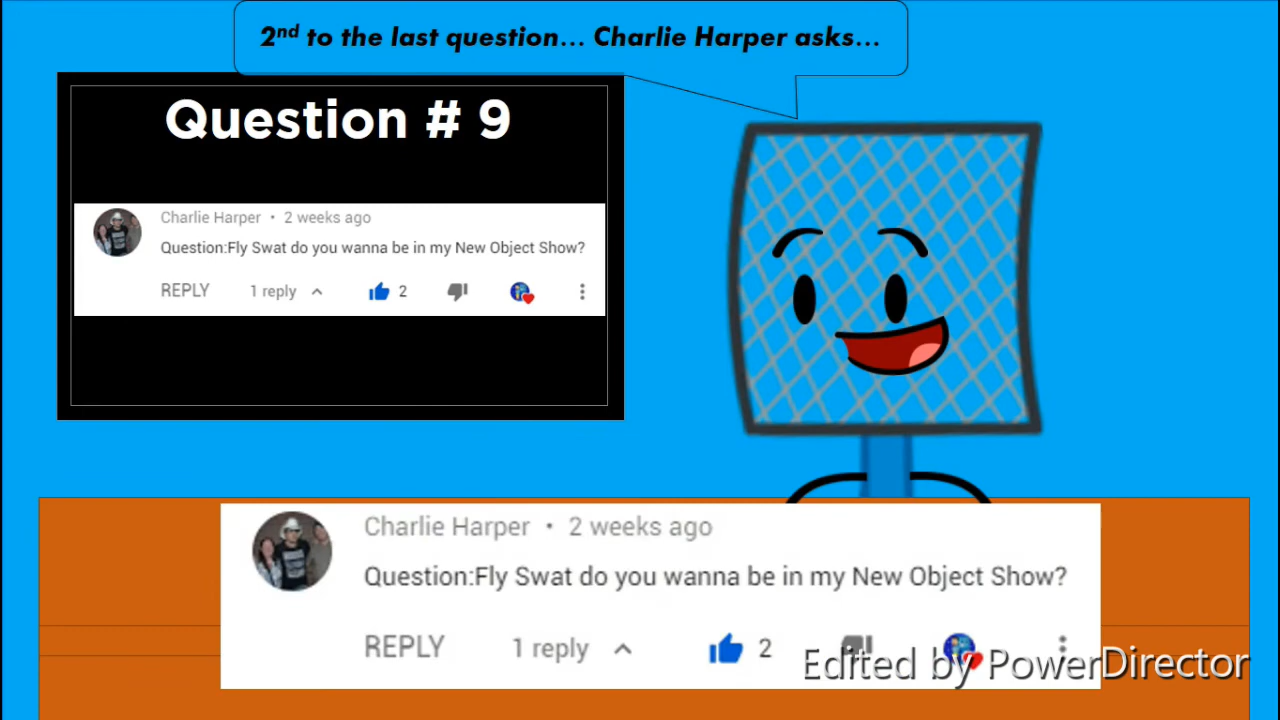 2nd to the last question... Charlie Harper asks...
Question # 9
Charlie Harper • 2 weeks ago
Question:Fly Swat do you wanna be in my New Object Show?
REPLY 1 reply 2
Charlie Harper • 2 weeks ago
Question:Fly Swat do you wanna be in my New Object Show?
REPLY 1 reply 2
Edited by PowerDirector